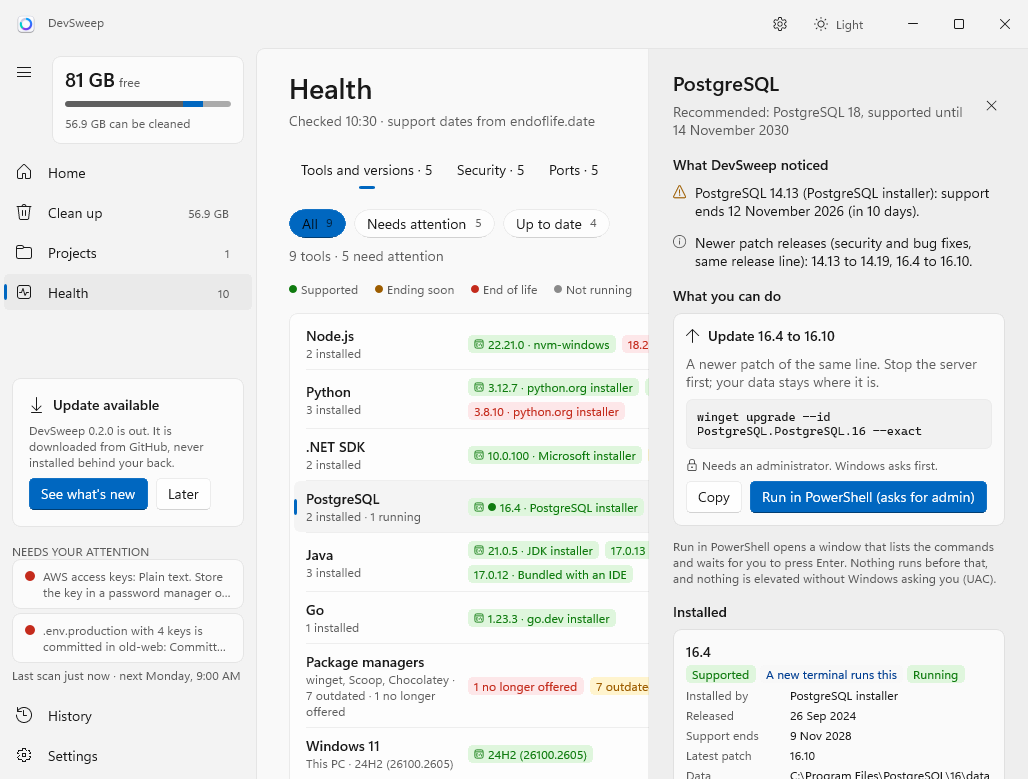 DevSweep
Light
81 GB free
56.9 GB can be cleaned
Home
Clean up 56.9 GB
Projects 1
Health 10
Update available
DevSweep 0.2.0 is out. It is
downloaded from GitHub, never
installed behind your back.
See what's new Later
NEEDS YOUR ATTENTION
AWS access keys: Plain text. Store
the key in a password manager o...
.env.production with 4 keys is
committed in old-web: Committ...
Last scan just now · next Monday, 9:00 AM
History
Settings
Health
Checked 10:30 · support dates from endoflife.date
Tools and versions · 5 Security · 5 Ports · 5
All 9 Needs attention 5 Up to date 4
9 tools · 5 need attention
Supported Ending soon End of life Not running
Node.js
2 installed
22.21.0 · nvm-windows 18.2
Python
3 installed
3.12.7 · python.org installer
3.8.10 · python.org installer
.NET SDK
2 installed
10.0.100 · Microsoft installer
PostgreSQL
2 installed · 1 running
16.4 · PostgreSQL installer
Java
3 installed
21.0.5 · JDK installer 17.0.13
17.0.12 · Bundled with an IDE
Go
1 installed
1.23.3 · go.dev installer
Package managers
winget, Scoop, Chocolatey ·
7 outdated · 1 no longer
offered
1 no longer offered 7 outdate
Windows 11
This PC · 24H2 (26100.2605)
24H2 (26100.2605)
PostgreSQL
Recommended: PostgreSQL 18, supported until
14 November 2030
What DevSweep noticed
PostgreSQL 14.13 (PostgreSQL installer): support
ends 12 November 2026 (in 10 days).
Newer patch releases (security and bug fixes,
same release line): 14.13 to 14.19, 16.4 to 16.10.
What you can do
Update 16.4 to 16.10
A newer patch of the same line. Stop the server
first; your data stays where it is.
winget upgrade --id
PostgreSQL.PostgreSQL.16 --exact
Needs an administrator. Windows asks first.
Copy Run in PowerShell (asks for admin)
Run in PowerShell opens a window that lists the commands
and waits for you to press Enter. Nothing runs before that,
and nothing is elevated without Windows asking you (UAC).
Installed
16.4
Supported A new terminal runs this Running
Installed by PostgreSQL installer
Released 26 Sep 2024
Support ends 9 Nov 2028
Latest patch 16.10
Data C:\Program Files\PostgreSQL\16\data